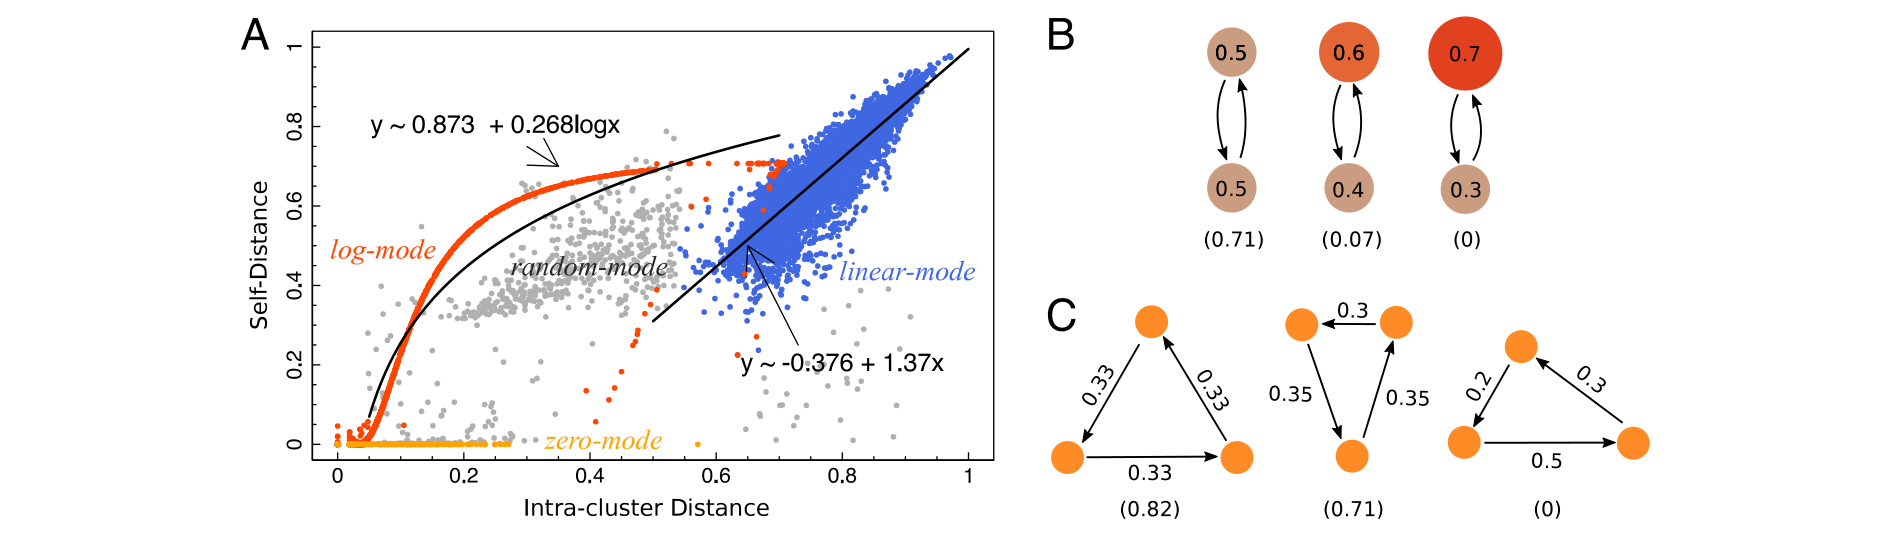 A
y ~ 0.873 + 0.268logx
log-mode
random-mode
linear-mode
y ~ -0.376 + 1.37x
zero-mode
Self-Distance
1
0.8
0.6
0.4
0.2
0
0 0.2 0.4 0.6 0.8 1
Intra-cluster Distance
B
0.5 0.6 0.7
0.5 0.4 0.3
(0.71) (0.07) (0)
C
0.33
0.33
0.33
(0.82)
0.3
0.35
0.35
(0.71)
0.2
0.3
0.5
(0)